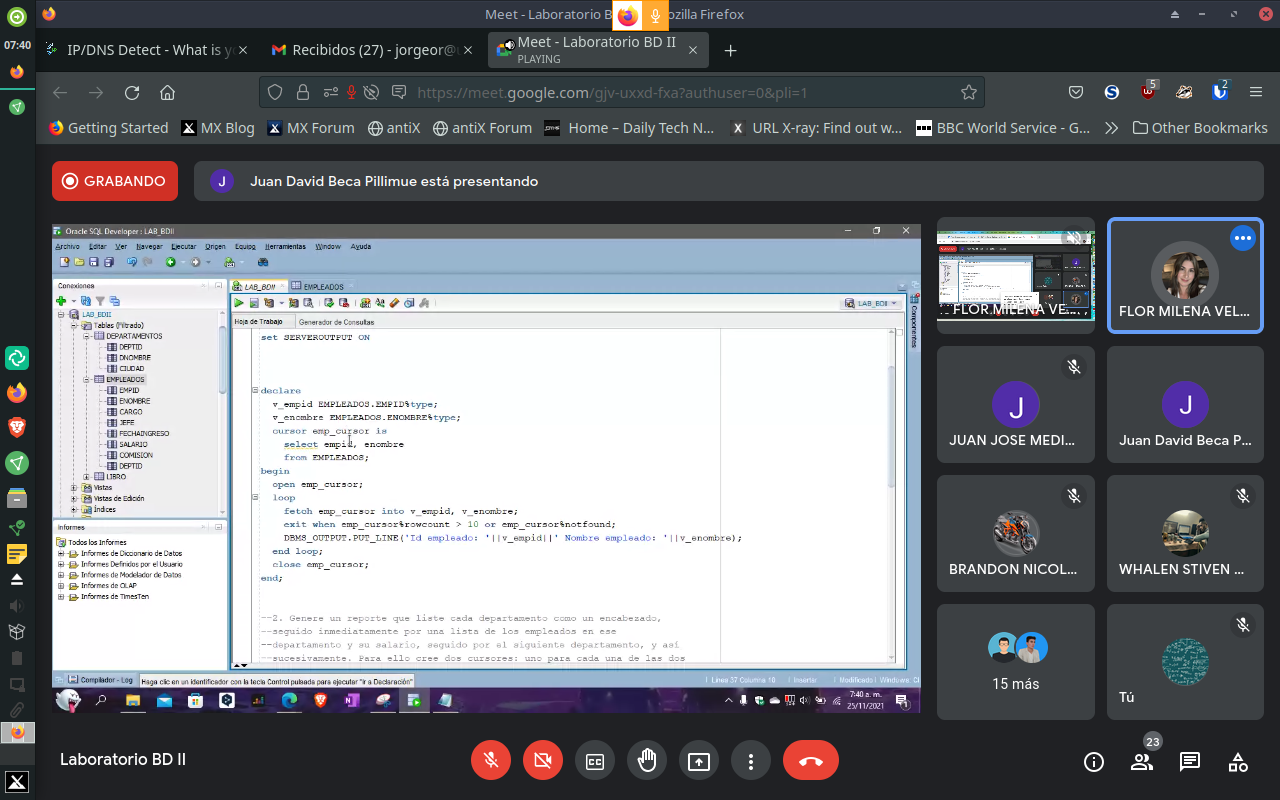 Meet - Laboratorio B
ozilla Firefox
07:40
IP/DNS Detect - What is y
Recibidos (27) - jorgeor@
Meet - Laboratorio BD II
PLAYING
https://meet.google.com/gjv-uxxd-fxa?authuser=0&pli=1
5
2
Getting Started
MX Blog
MX Forum
antiX
antiX Forum
Home – Daily Tech N...
URL X-ray: Find out w...
BBC World Service - G...
Other Bookmarks
GRABANDO
J
Juan David Beca Pillimue está presentando
Oracle SQL Developer : LAB_BDII
Archivo Editar Ver Navegar Ejecutar Origen Equipo Herramientas Window Ayuda
Conexiones
LAB_BDII
Tablas (Filtrado)
DEPARTAMENTOS
DEPTID
DNOMBRE
CIUDAD
EMPLEADOS
EMPID
ENOMBRE
CARGO
JEFE
FECHAINGRESO
SALARIO
COMISION
DEPTID
LIBRO
Vistas
Vistas de Edición
Índices
Informes
Todos los Informes
Informes de Diccionario de Datos
Informes Definidos por el Usuario
Informes de Modelador de Datos
Informes de OLAP
Informes de TimesTen
LAB_BDII
EMPLEADOS
LAB_BDII
Hoja de Trabajo
Generador de Consultas
Componentes
set SERVEROUTPUT ON
declare
v_empid EMPLEADOS.EMPID%type;
v_enombre EMPLEADOS.ENOMBRE%type;
cursor emp_cursor is
select empid, enombre
from EMPLEADOS;
begin
open emp_cursor;
loop
fetch emp_cursor into v_empid, v_enombre;
exit when emp_cursor%rowcount > 10 or emp_cursor%notfound;
DBMS_OUTPUT.PUT_LINE('Id empleado: '||v_empid||' Nombre empleado: '||v_enombre);
end loop;
close emp_cursor;
end;
--2. Genere un reporte que liste cada departamento como un encabezado,
--seguido inmediatamente por una lista de los empleados en ese
--departamento y su salario, seguido por el siguiente departamento, y así
--sucesivamente. Para ello cree dos cursores: uno para cada una de las dos
Compilador - Log
Haga clic en un identificador con la tecla Control pulsada para ejecutar "Ir a Declaración"
Línea 37 Columna 10
Insertar
Modificado
Windows: C
7:40 a. m.
25/11/2021
FLOR MILENA VE...
FLOR MILENA VEL...
J
JUAN JOSE MEDI...
J
Juan David Beca P...
BRANDON NICOL...
WHALEN STIVEN ...
15 más
Tú
Laboratorio BD II
23